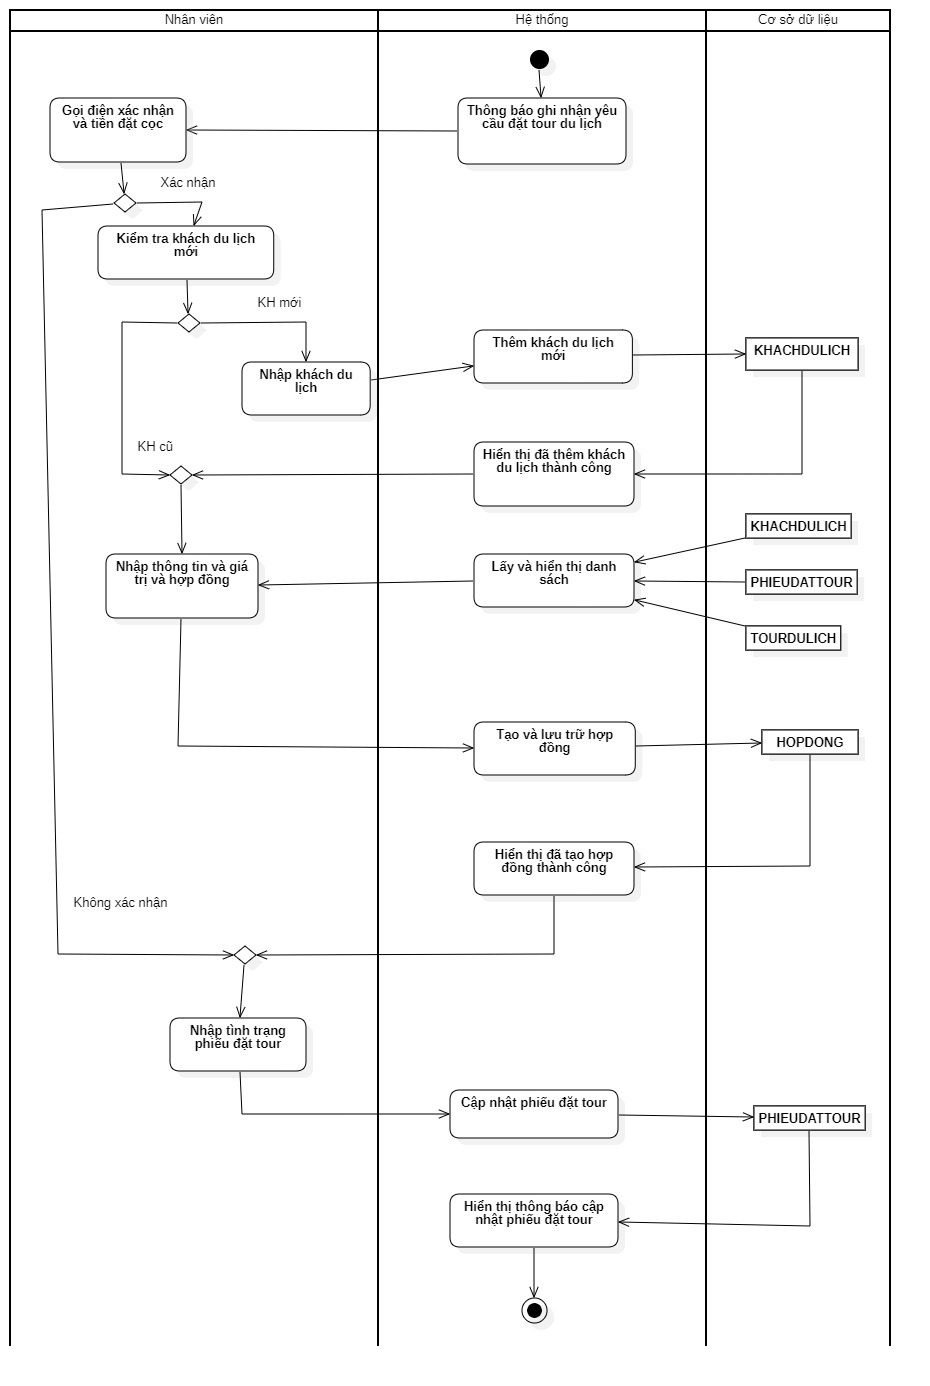 Nhân viên
Hệ thống
Cơ sở dữ liệu
Thông báo ghi nhận yêu
cầu đặt tour du lịch
Gọi điện xác nhận
và tiền đặt cọc
Xác nhận
Kiểm tra khách du lịch
mới
KH mới
Nhập khách du
lịch
Thêm khách du lịch
mới
KHACHDULICH
KH cũ
Hiển thị đã thêm khách
du lịch thành công
KHACHDULICH
Nhập thông tin và giá
trị và hợp đồng
Lấy và hiển thị danh
sách
PHIEUDATTOUR
TOURDULICH
Tạo và lưu trữ hợp
đồng
HOPDONG
Hiển thị đã tạo hợp
đồng thành công
Không xác nhận
Nhập tình trạng
phiếu đặt tour
Cập nhật phiếu đặt tour
PHIEUDATTOUR
Hiển thị thông báo cập
nhật phiếu đặt tour